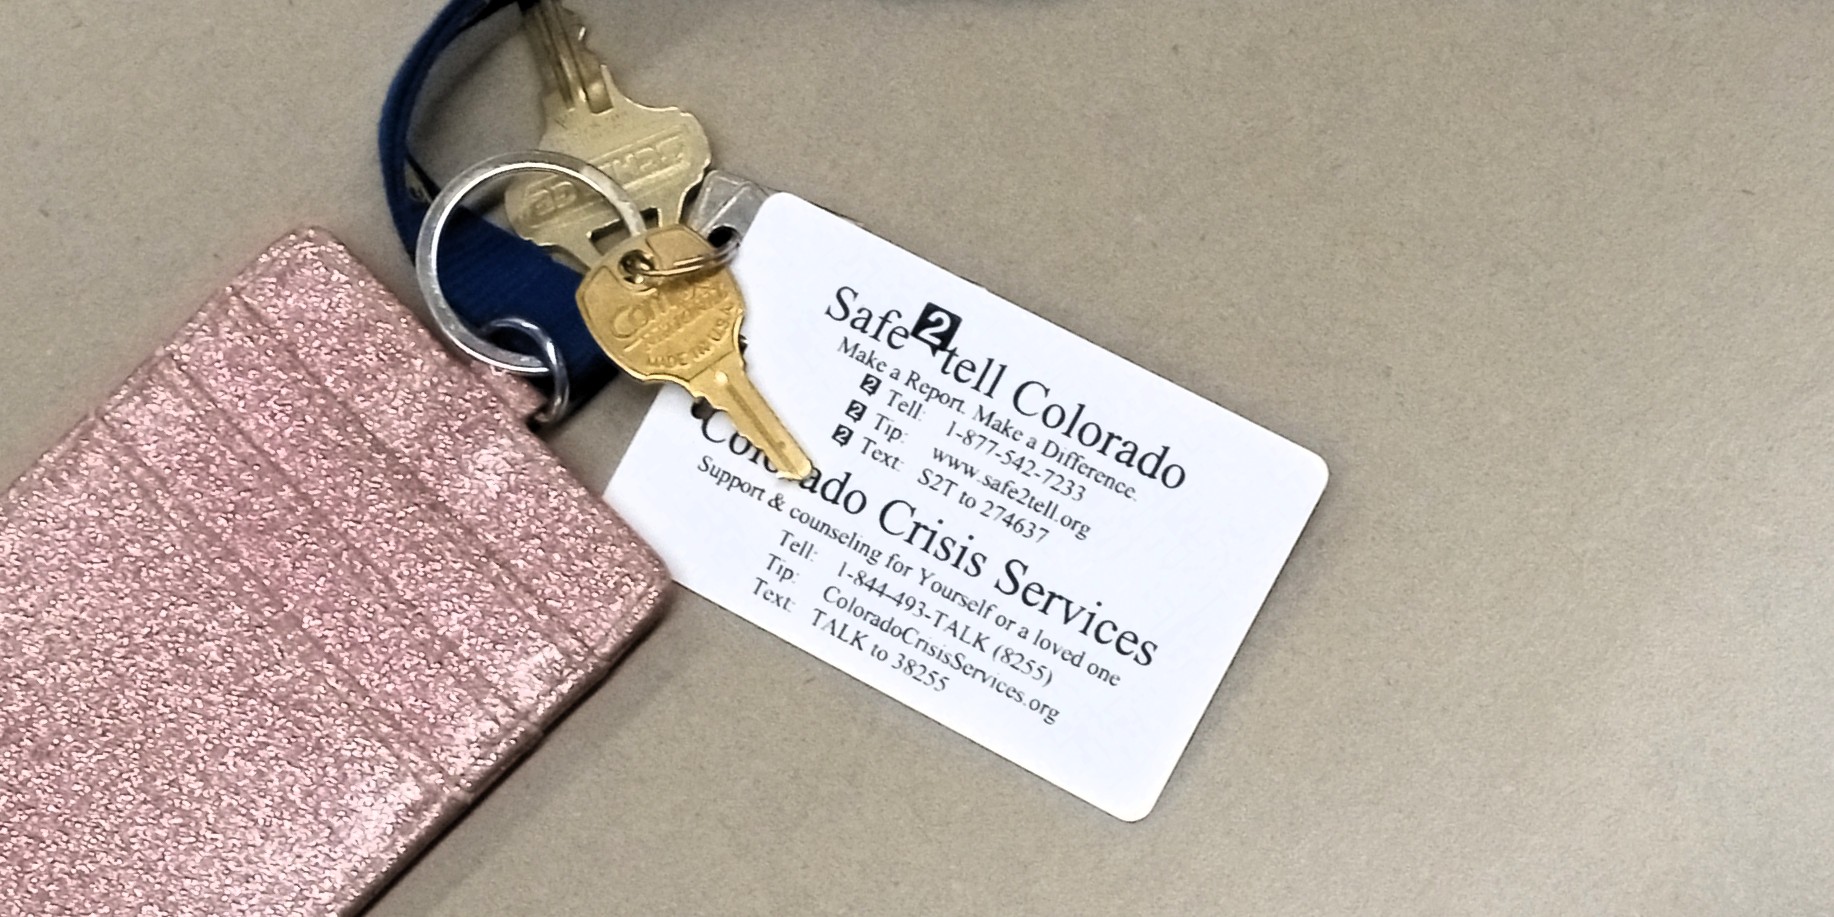 Safe2tell Colorado
Make a Report. Make a Difference.
2 Tell: 1-877-542-7233
2 Tip: www.safe2tell.org
2 Text: S2T to 274637
Colorado Crisis Services
Support & counseling for Yourself or a loved one
Tell: 1-844-493-TALK (8255)
Tip: ColoradoCrisisServices.org
Text: TALK to 38255
MADE IN U.S.A.